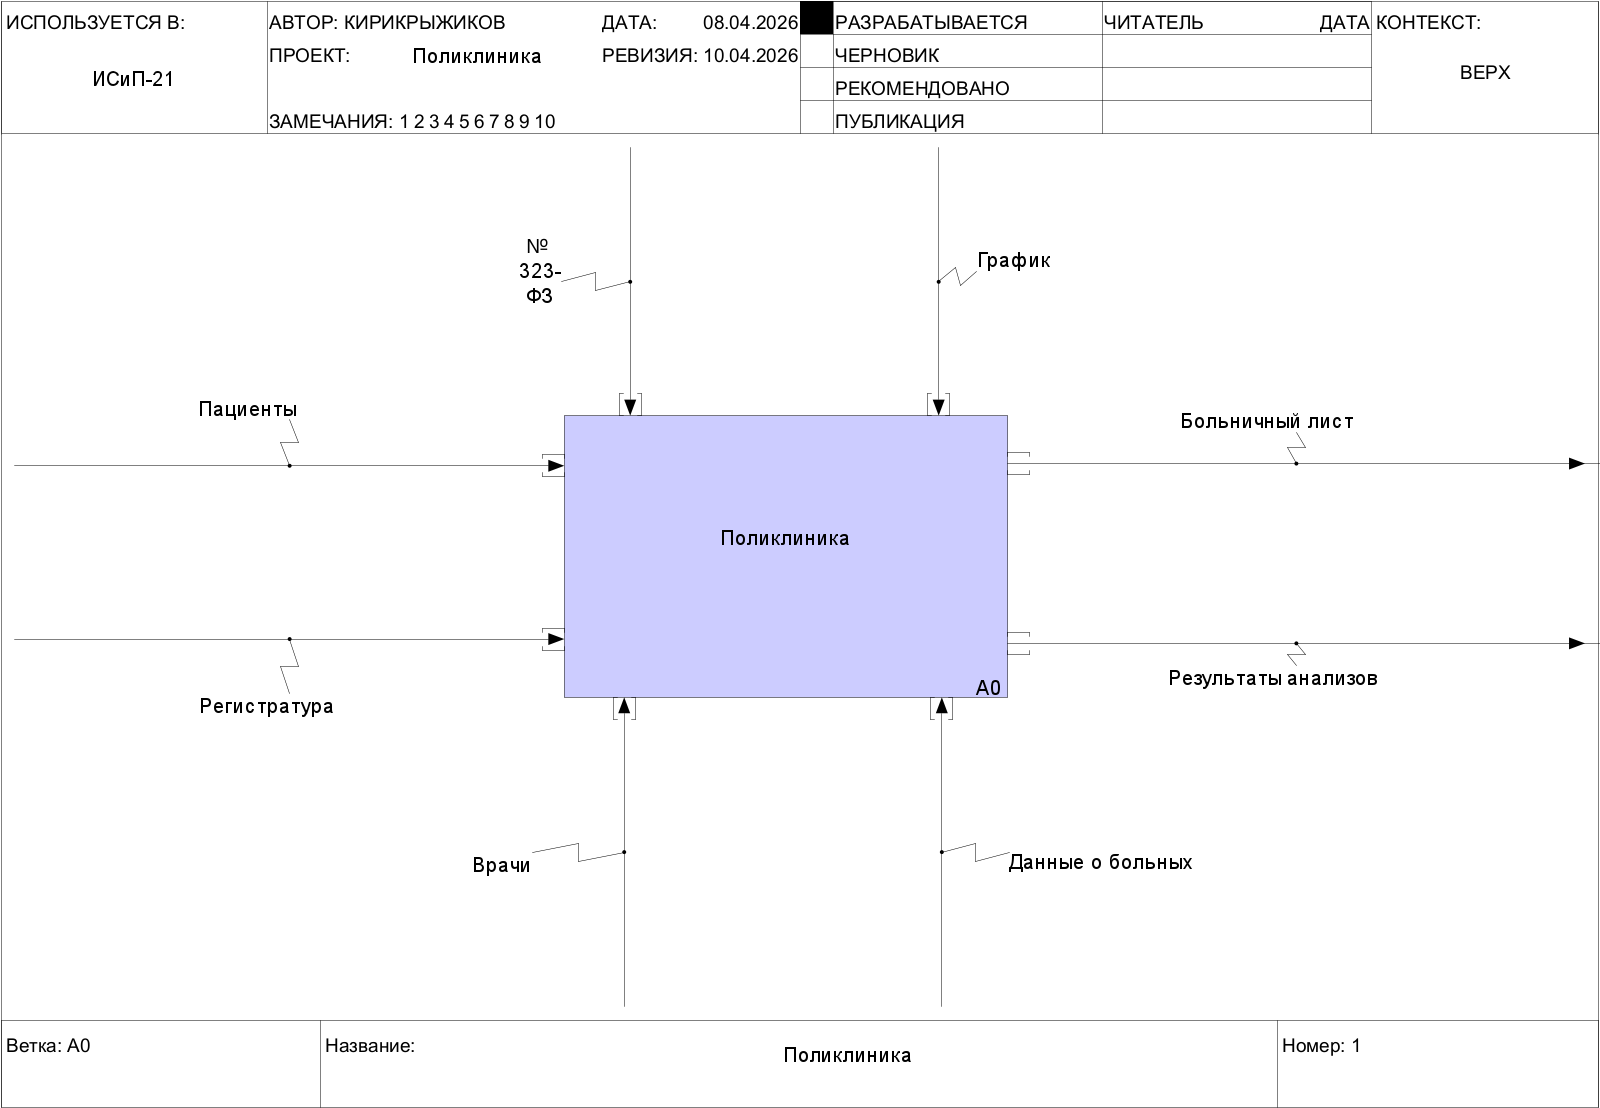 ИСПОЛЬЗУЕТСЯ В:
ИСиП-21
АВТОР: КИРИКРЫЖИКОВ
ДАТА: 08.04.2026
ПРОЕКТ: Поликлиника
РЕВИЗИЯ: 10.04.2026
ЗАМЕЧАНИЯ: 1 2 3 4 5 6 7 8 9 10
РАЗРАБАТЫВАЕТСЯ
ЧЕРНОВИК
РЕКОМЕНДОВАНО
ПУБЛИКАЦИЯ
ЧИТАТЕЛЬ ДАТА
КОНТЕКСТ:
ВЕРХ
№
323-
ФЗ
График
Пациенты
Больничный лист
Поликлиника
A0
Регистратура
Результаты анализов
Врачи
Данные о больных
Ветка: A0
Название:
Поликлиника
Номер: 1